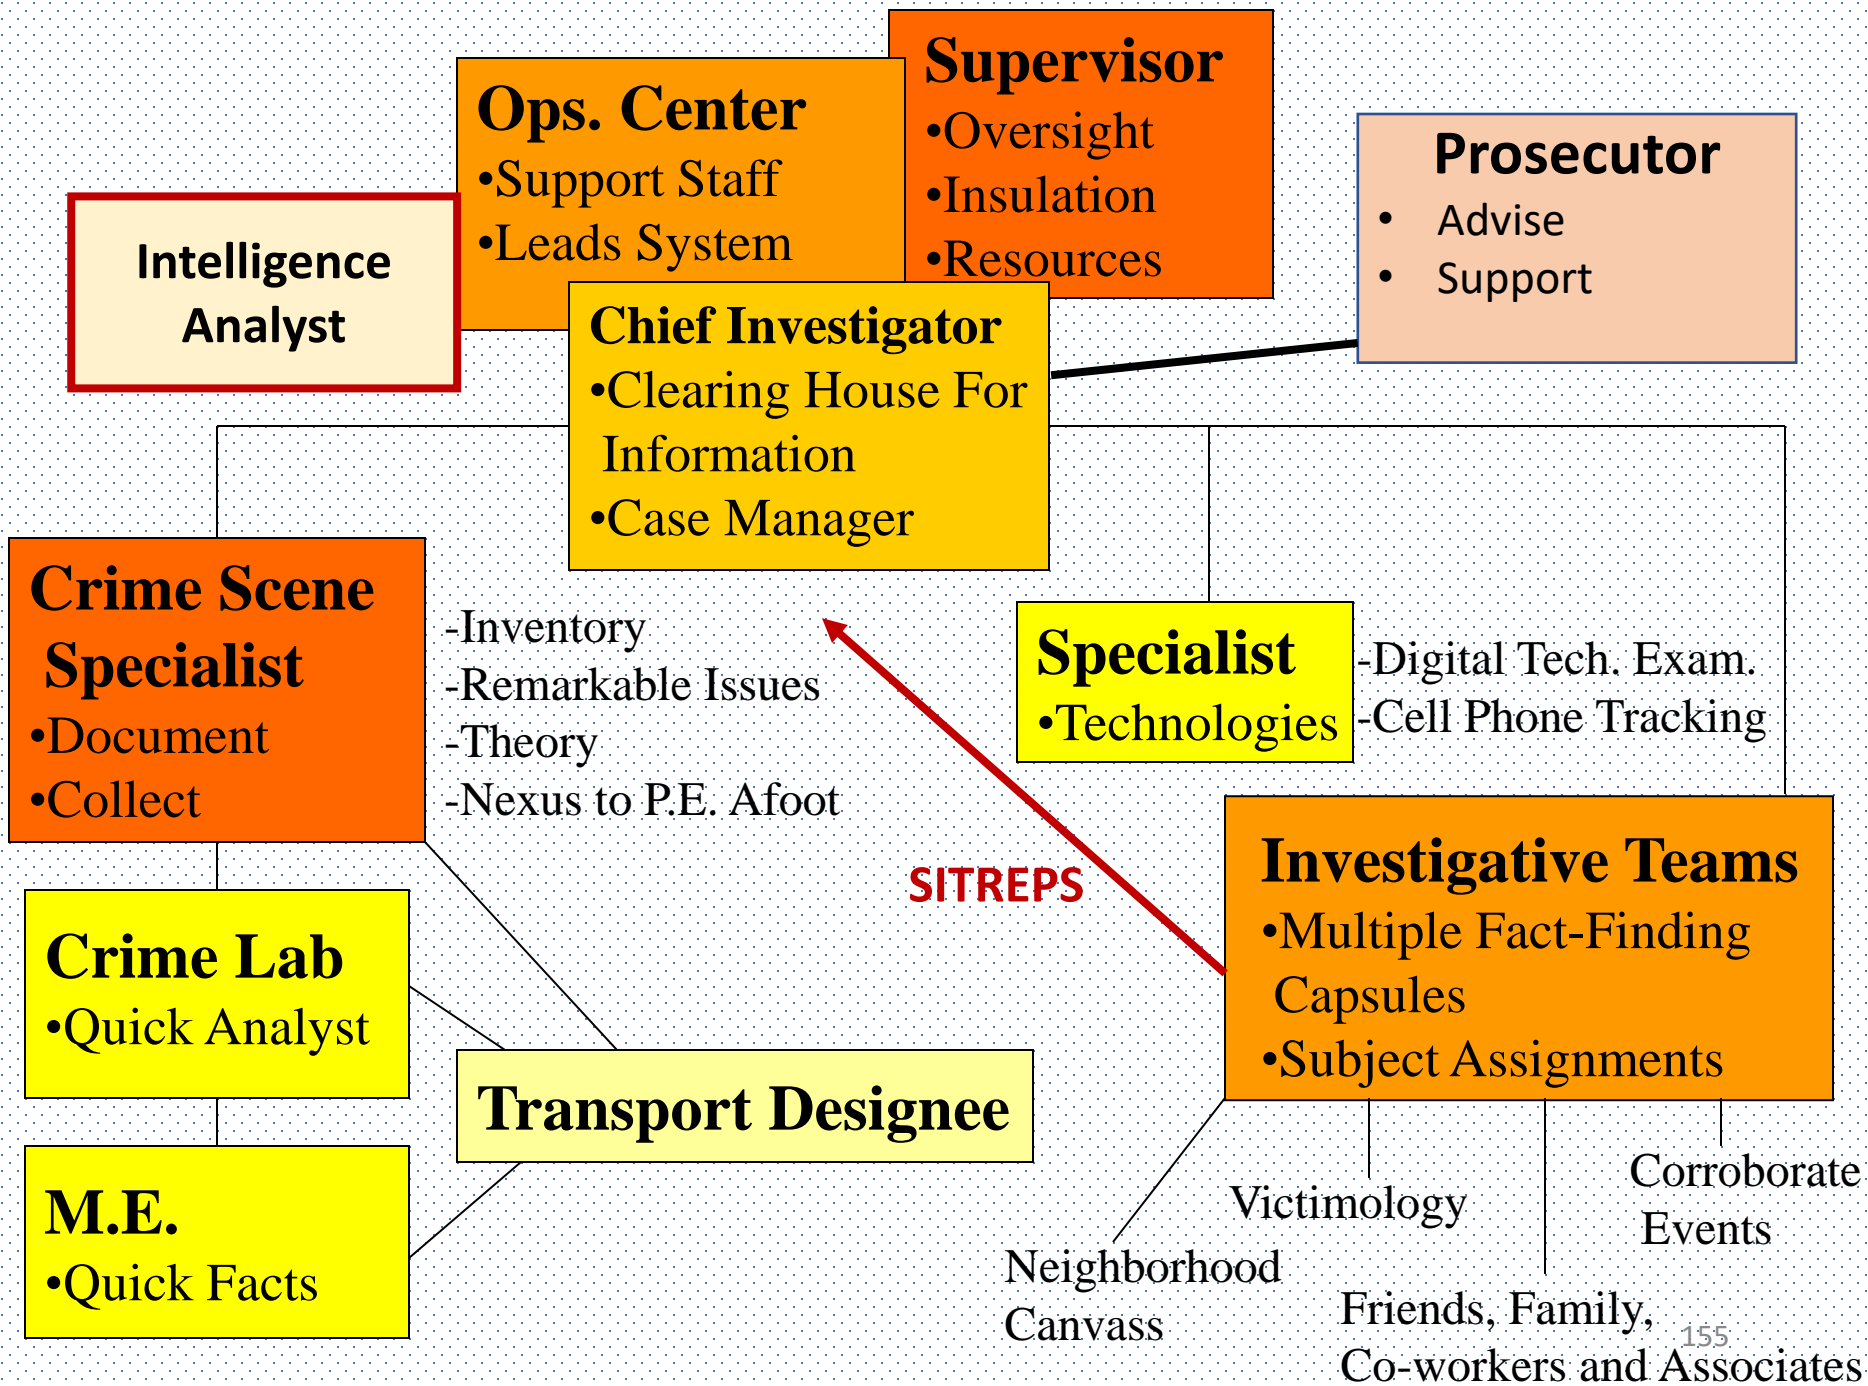 Supervisor
•Oversight
•Insulation
•Resources
Ops. Center
•Support Staff
•Leads System
Prosecutor
• Advise
• Support
Intelligence
Analyst
Chief Investigator
•Clearing House For
Information
•Case Manager
Crime Scene
Specialist
•Document
•Collect
-Inventory
-Remarkable Issues
-Theory
-Nexus to P.E. Afoot
Specialist
•Technologies
-Digital Tech. Exam.
-Cell Phone Tracking
SITREPS
Investigative Teams
•Multiple Fact-Finding
Capsules
•Subject Assignments
Crime Lab
•Quick Analyst
Transport Designee
M.E.
•Quick Facts
Neighborhood
Canvass
Victimology
Friends, Family,
Co-workers and Associates
Corroborate
Events
155